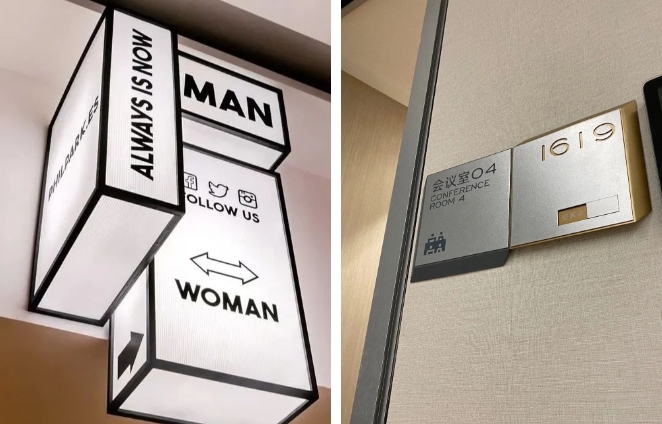 ALWAYS IS NOW
MAN
FOLLOW US
WOMAN
1619
会议室04
CONFERENCE
ROOM 4